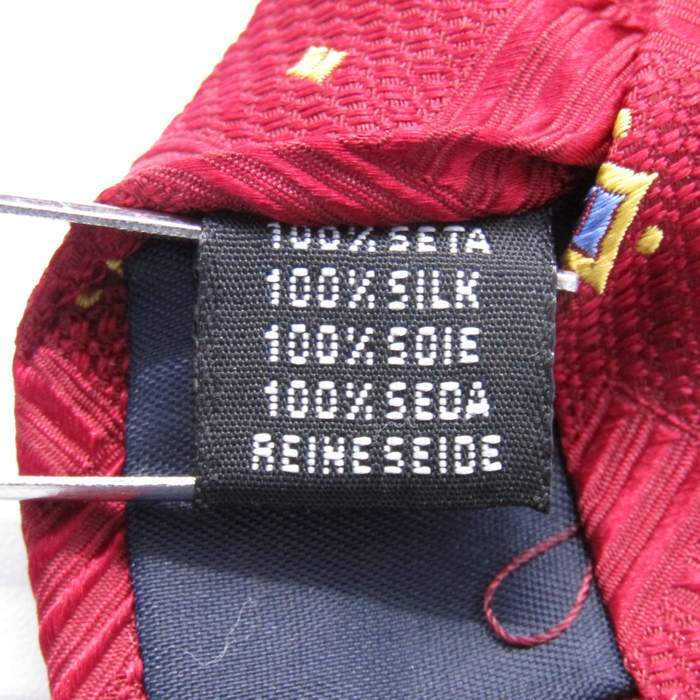 100% SETA
100% SILK
100% SOIE
100% SEDA
REINE SEIDE